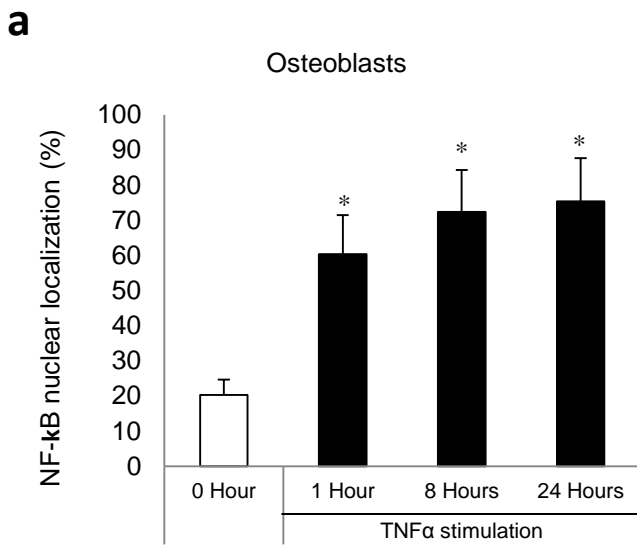 a
Osteoblasts
NF-kB nuclear localization (%)
100
90
80
70
60
50
40
30
20
10
0
*
*
*
0 Hour
1 Hour
8 Hours
24 Hours
TNFα stimulation